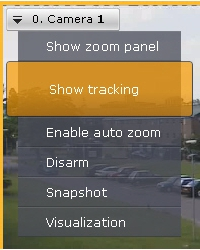 0. Camera 1
Show zoom panel
Show tracking
Enable auto zoom
Disarm
Snapshot
Visualization